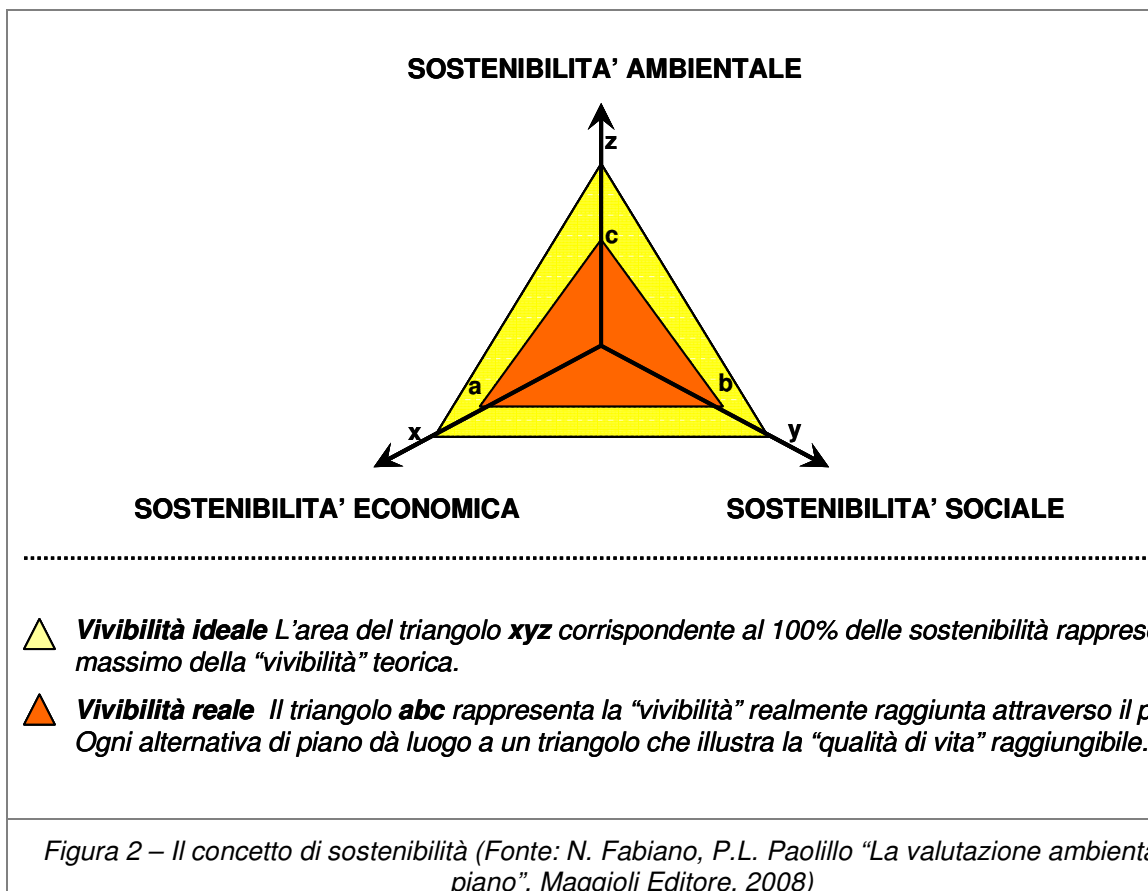 SOSTENIBILITA’ AMBIENTALE
z
c
a
b
x
y
SOSTENIBILITA’ ECONOMICA
SOSTENIBILITA’ SOCIALE
Vivibilità ideale L’area del triangolo xyz corrispondente al 100% delle sostenibilità
massimo della “vivibilità” teorica.
Vivibilità reale Il triangolo abc rappresenta la “vivibilità” realmente raggiunta attraverso il
Ogni alternativa di piano dà luogo a un triangolo che illustra la “qualità di vita” raggiungibile.
Figura 2 – Il concetto di sostenibilità (Fonte: N. Fabiano, P.L. Paolillo “La valutazione
piano”, Maggioli Editore, 2008)